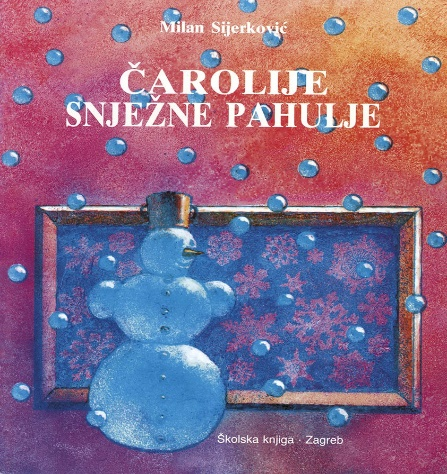 Milan Sijerković
ČAROLIJE
SNJEŽNE PAHULJE
Školska knjiga · Zagreb